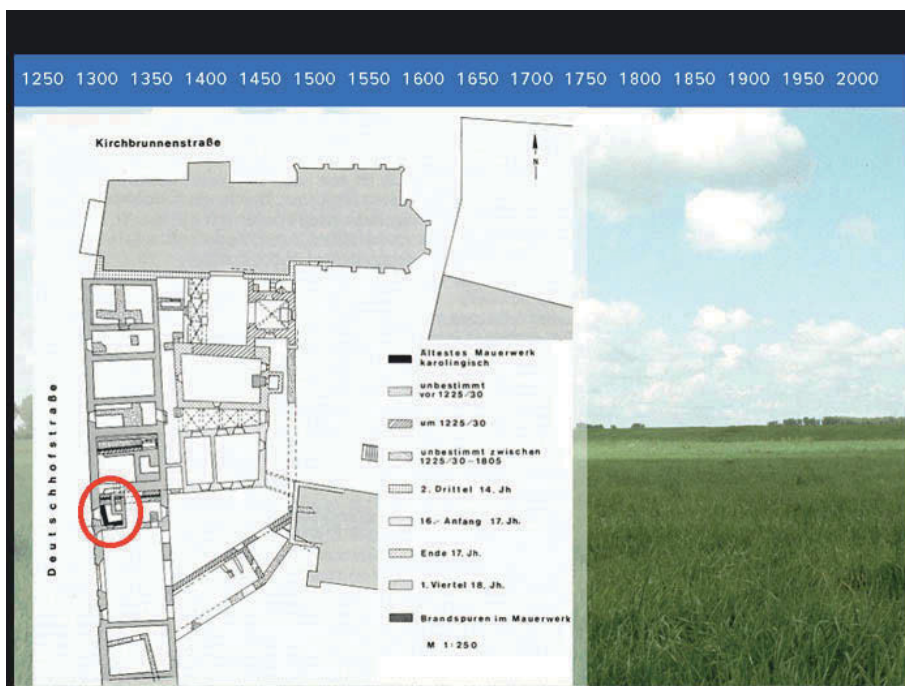 1250 1300 1350 1400 1450 1500 1550 1600 1650 1700 1750 1800 1850 1900 1950 2000
Kirchbrunnenstraße
N
Deutschhofstraße
Ältestes Mauerwerk
karolingisch
unbestimmt
vor 1225/30
um 1225/30
unbestimmt zwischen
1225/30-1805
2. Drittel 14. Jh
16.- Anfang 17. Jh.
Ende 17. Jh.
1. Viertel 18. Jh.
Brandspuren im Mauerwerk
M 1:250